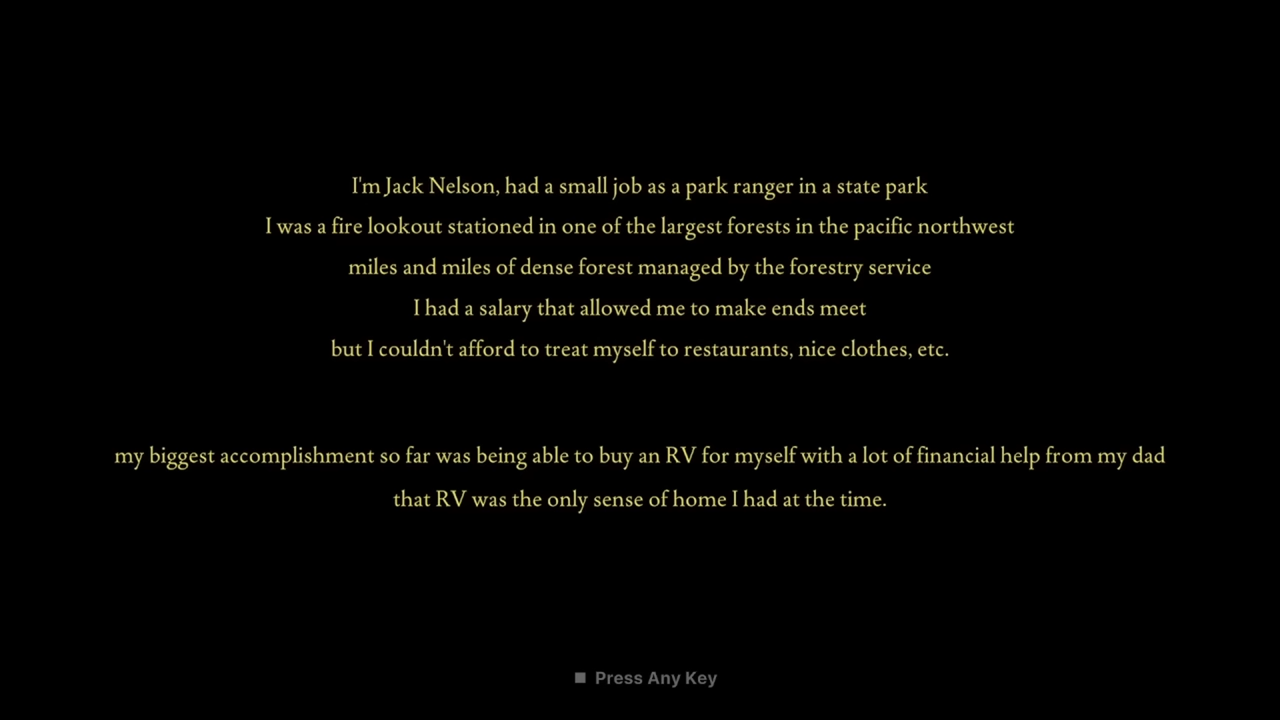 I'm Jack Nelson, had a small job as a park ranger in a state park
I was a fire lookout stationed in one of the largest forests in the pacific northwest
miles and miles of dense forest managed by the forestry service
I had a salary that allowed me to make ends meet
but I couldn't afford to treat myself to restaurants, nice clothes, etc.
my biggest accomplishment so far was being able to buy an RV for myself with a lot of financial help from my dad
that RV was the only sense of home I had at the time.
Press Any Key